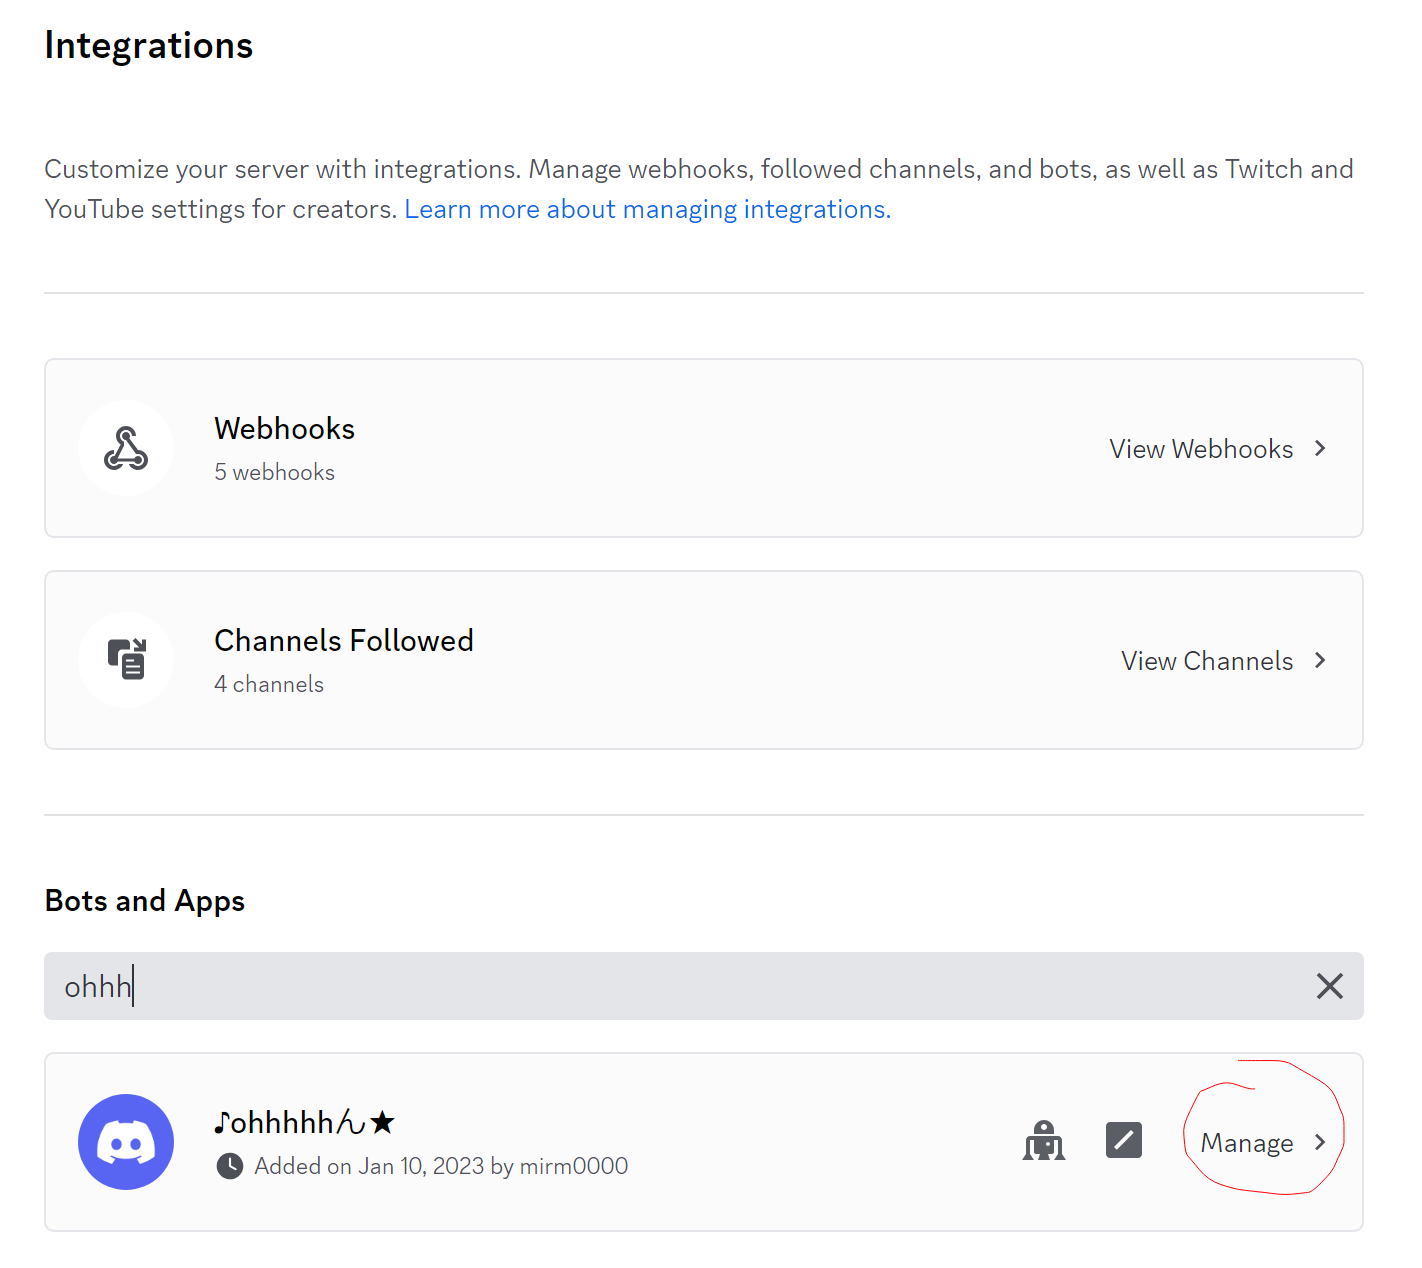 Integrations
Customize your server with integrations. Manage webhooks, followed channels, and bots, as well as Twitch and
YouTube settings for creators. Learn more about managing integrations.
Webhooks
5 webhooks
View Webhooks
Channels Followed
4 channels
View Channels
Bots and Apps
ohhh
♪ohhhhhん★
Added on Jan 10, 2023 by mirm0000
Manage